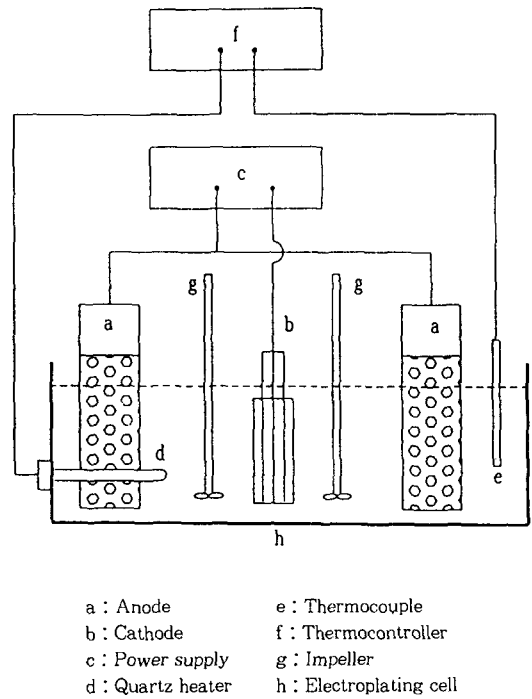 f
c
g
g
a
b
a
d
e
h
a : Anode
b : Cathode
c : Power supply
d : Quartz heater
e : Thermocouple
f : Thermocontroller
g : Impeller
h : Electroplating cell